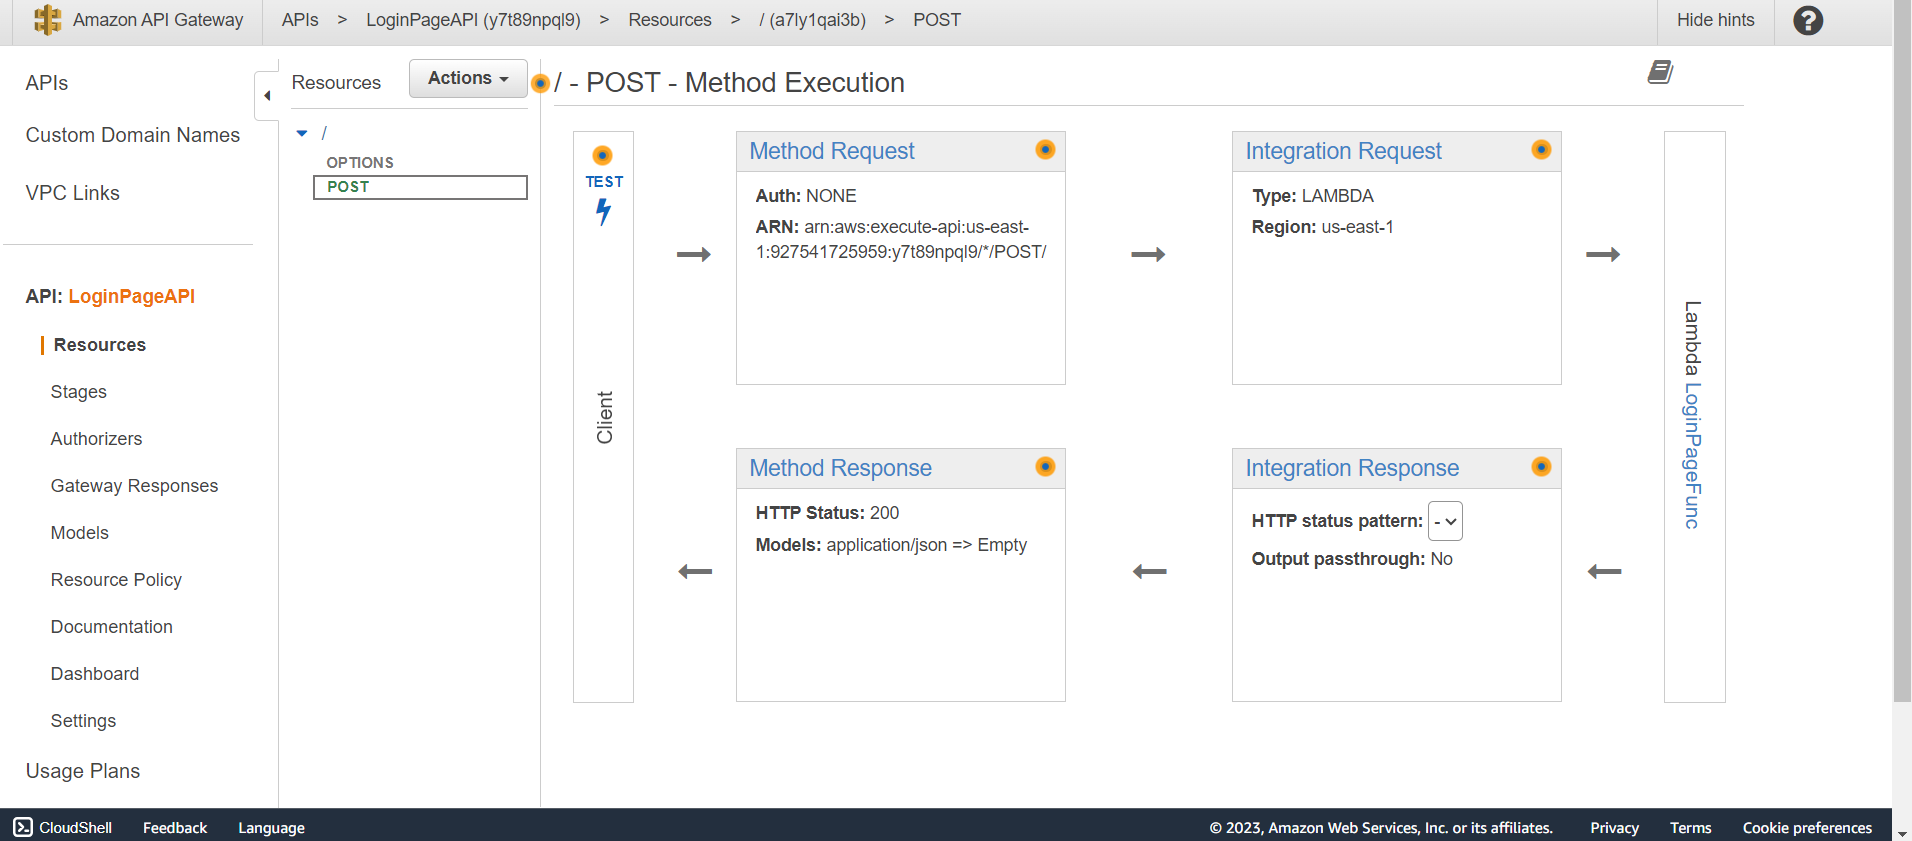 Amazon API Gateway
APIs > LoginPageAPI (y7t89npql9) > Resources > / (a7ly1qai3b) > POST
Hide hints
?
APIs
Custom Domain Names
VPC Links
API: LoginPageAPI
Resources
Stages
Authorizers
Gateway Responses
Models
Resource Policy
Documentation
Dashboard
Settings
Usage Plans
Resources
Actions
/
OPTIONS
POST
/ - POST - Method Execution
TEST
Client
Method Request
Auth: NONE
ARN: arn:aws:execute-api:us-east-
1:927541725959:y7t89npql9/*/POST/
Integration Request
Type: LAMBDA
Region: us-east-1
Lambda LoginPageFunc
Method Response
HTTP Status: 200
Models: application/json => Empty
Integration Response
HTTP status pattern: -
Output passthrough: No
CloudShell
Feedback
Language
© 2023, Amazon Web Services, Inc. or its affiliates.
Privacy
Terms
Cookie preferences